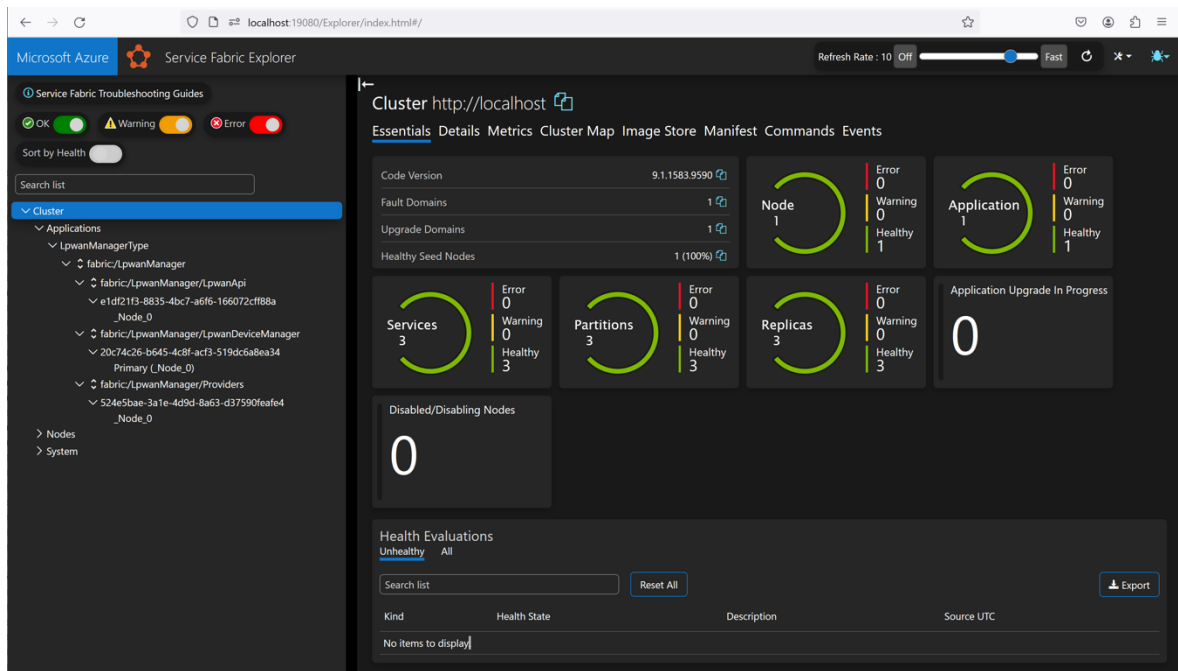 localhost:19080/Explorer/index.html#/
Microsoft Azure
Service Fabric Explorer
Refresh Rate : 10 Off Fast
Service Fabric Troubleshooting Guides
OK Warning Error
Sort by Health
Search list
Cluster
Applications
LpwanManagerType
fabric:/LpwanManager
fabric:/LpwanManager/LpwanApi
e1df21f3-8835-4bc7-a6f6-166072cff88a
_Node_0
fabric:/LpwanManager/LpwanDeviceManager
20c74c26-b645-4c8f-acf3-519dc6a8ea34
Primary (_Node_0)
fabric:/LpwanManager/Providers
524e5bae-3a1e-4d9d-8a63-d37590feafe4
_Node_0
Nodes
System
Cluster http://localhost
Essentials Details Metrics Cluster Map Image Store Manifest Commands Events
Code Version 9.1.1583.9590
Fault Domains 1
Upgrade Domains 1
Healthy Seed Nodes 1 (100%)
Node
1
Error
0
Warning
0
Healthy
1
Application
1
Error
0
Warning
0
Healthy
1
Services
3
Error
0
Warning
0
Healthy
3
Partitions
3
Error
0
Warning
0
Healthy
3
Replicas
3
Error
0
Warning
0
Healthy
3
Application Upgrade In Progress
0
Disabled/Disabling Nodes
0
Health Evaluations
Unhealthy All
Search list
Reset All
Export
Kind Health State Description Source UTC
No items to display